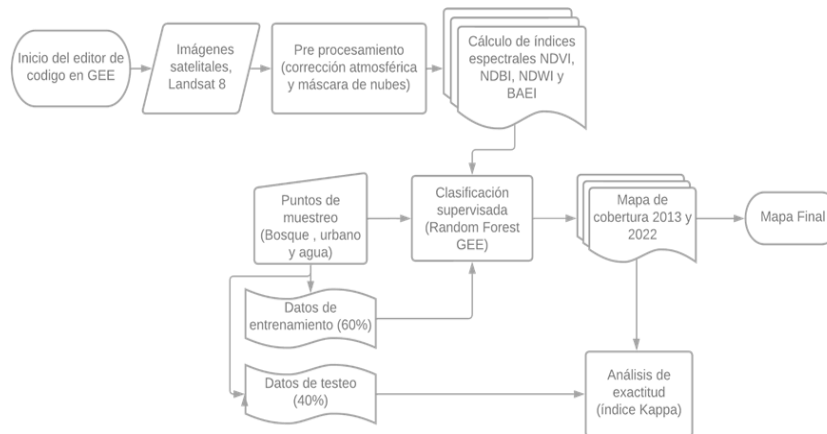 Inicio del editor de
codigo en GEE
Imágenes
satelitales,
Landsat 8
Pre procesamiento
(corrección atmosférica
y máscara de nubes)
Cálculo de índices
espectrales NDVI,
NDBI, NDWI y
BAEI
Puntos de
muestreo
(Bosque , urbano
y agua)
Clasificación
supervisada
(Random Forest
GEE)
Mapa de
cobertura 2013 y
2022
Mapa Final
Datos de
entrenamiento (60%)
Datos de testeo
(40%)
Análisis de
exactitud
(índice Kappa)